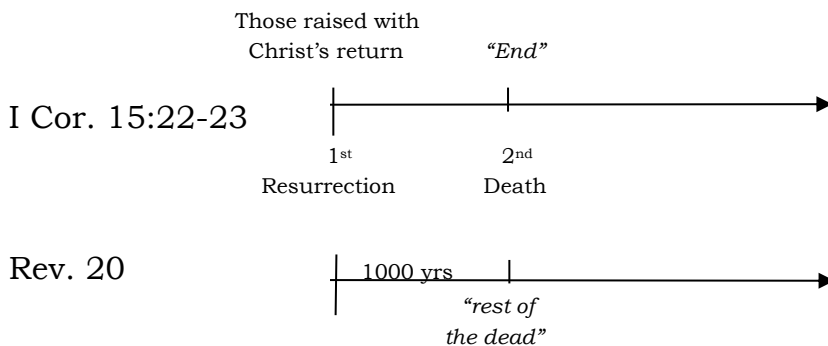 Those raised with
Christ’s return
“End”
I Cor. 15:22-23
1st
Resurrection
2nd
Death
Rev. 20
1000 yrs
“rest of
the dead”